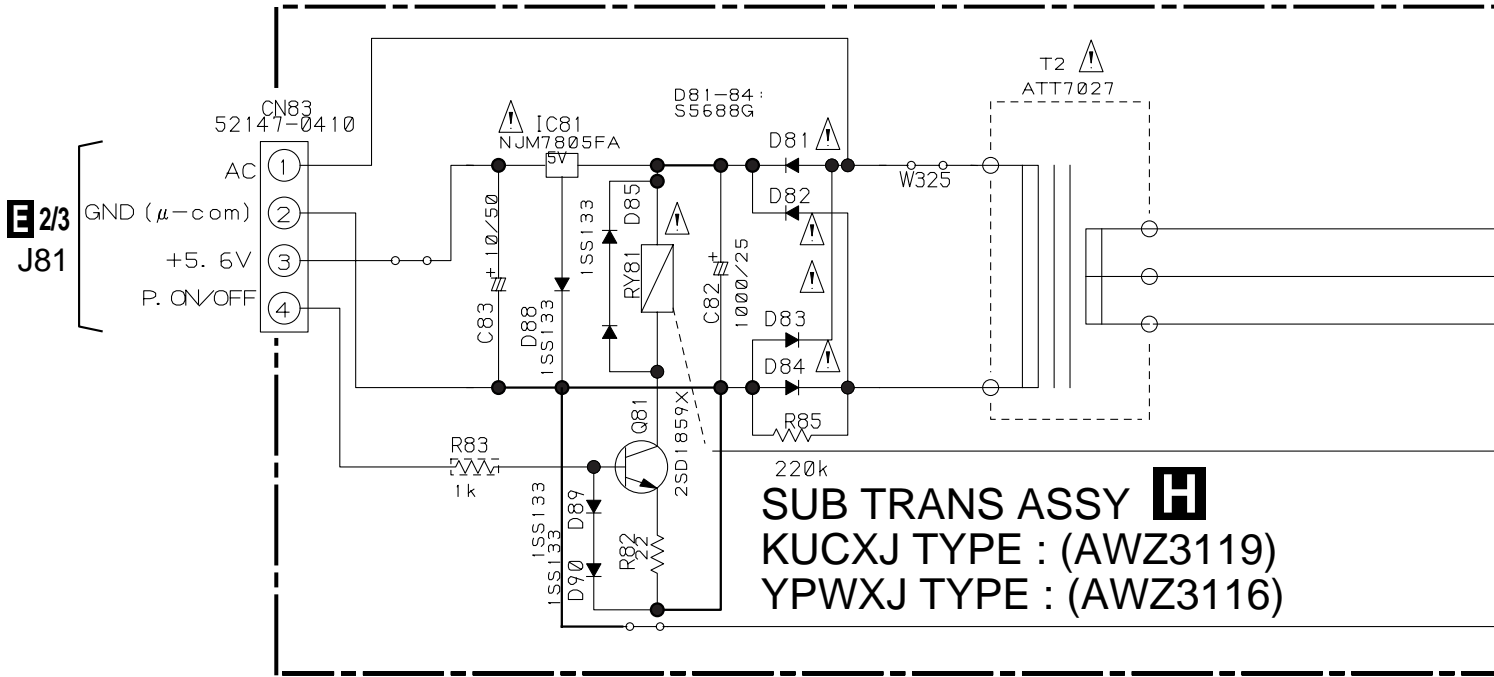 E 2/3
J81
CN83
52147-0410
AC 1
GND (μ-com) 2
+5. 6V 3
P. ON/OFF 4
IC81
NJM7805FA
5V
D81-84:
S5688G
T2
ATT7027
D81
D82
W325
+
10/50
C83
D88
1SS133
1SS133
D85
RY81
+
C82
1000/25
D83
D84
R85
220k
R83
1k
Q81
2SD1859X
1SS133
D89
1SS133
D90
R82
22
SUB TRANS ASSY H
KUCXJ TYPE : (AWZ3119)
YPWXJ TYPE : (AWZ3116)